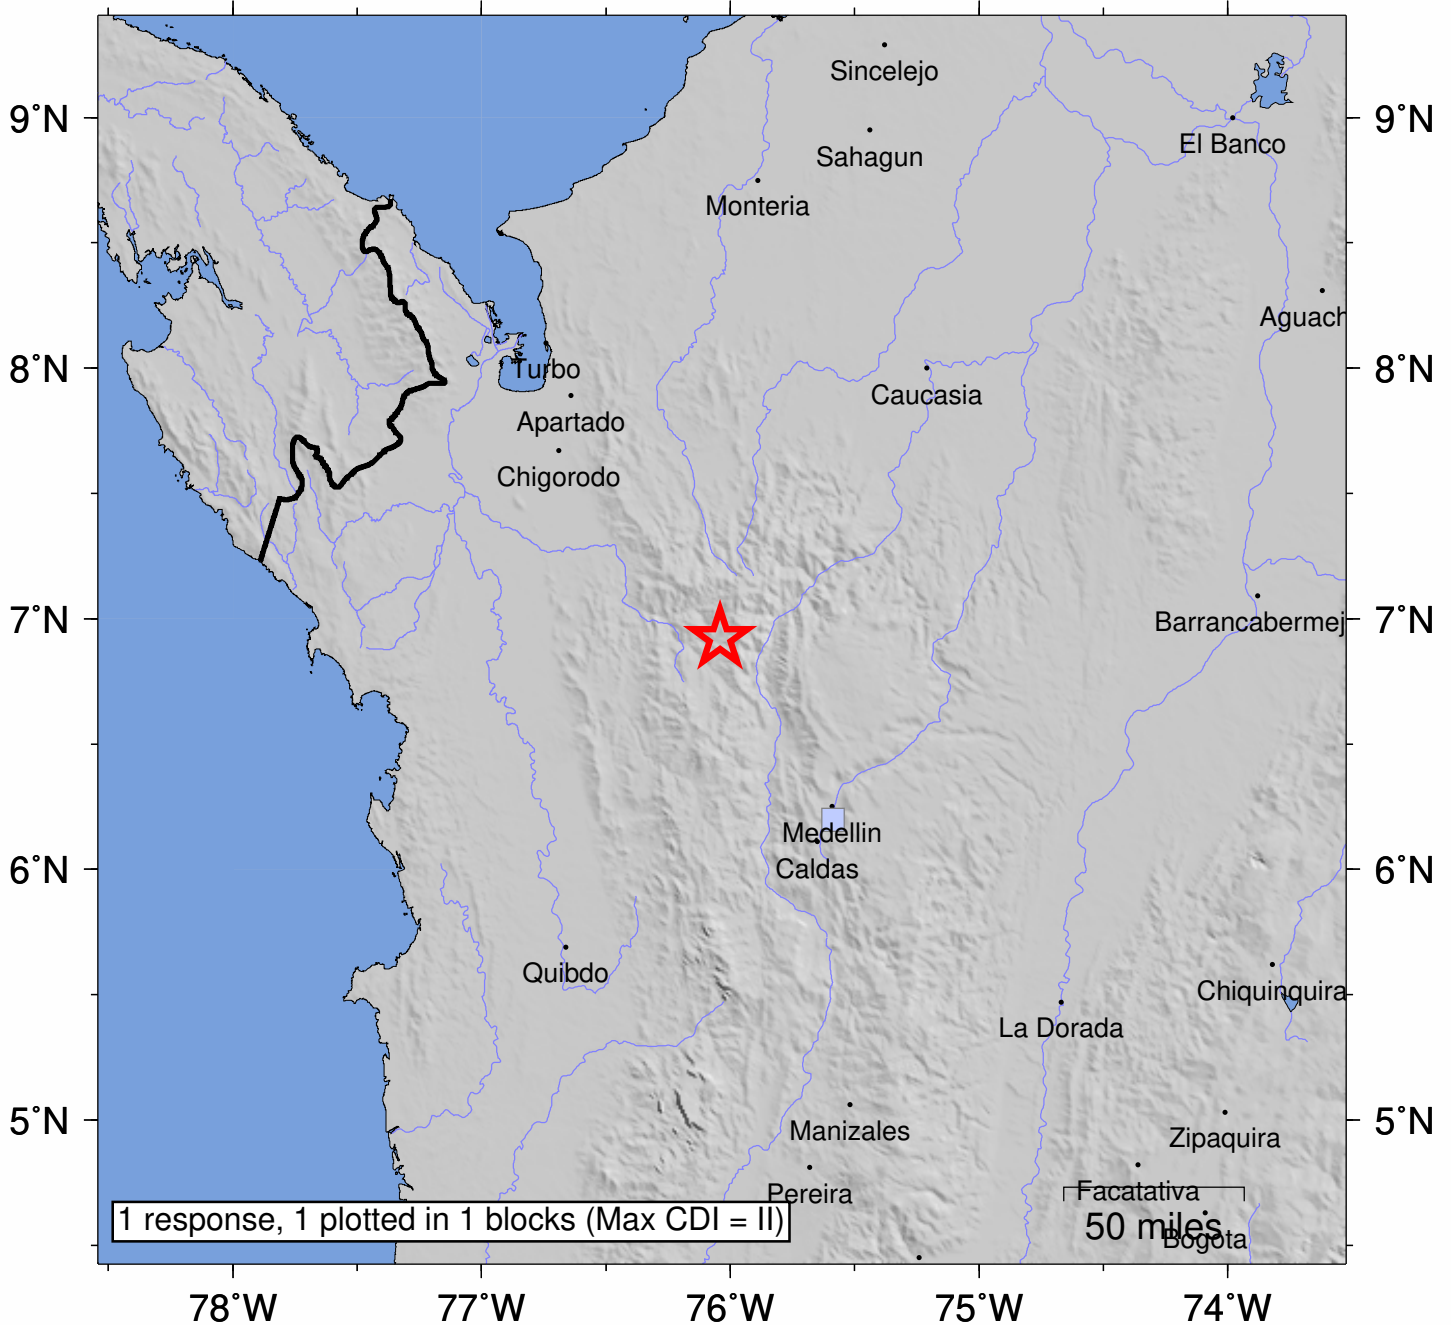 Sincelejo
9°N
9°N
El Banco
Sahagun
Monteria
Aguach
8°N
Turbo
8°N
Caucasia
Apartado
Chigorodo
7°N
Barrancabermej
7°N
Medellin
6°N
Caldas
6°N
Quibdo
Chiquinquira
La Dorada
5°N
Manizales
Zipaquira
5°N
Pereira
Facatativa
1 response, 1 plotted in 1 blocks (Max CDI = II)
50 miles
Bogota
78°W
77°W
76°W
75°W
74°W